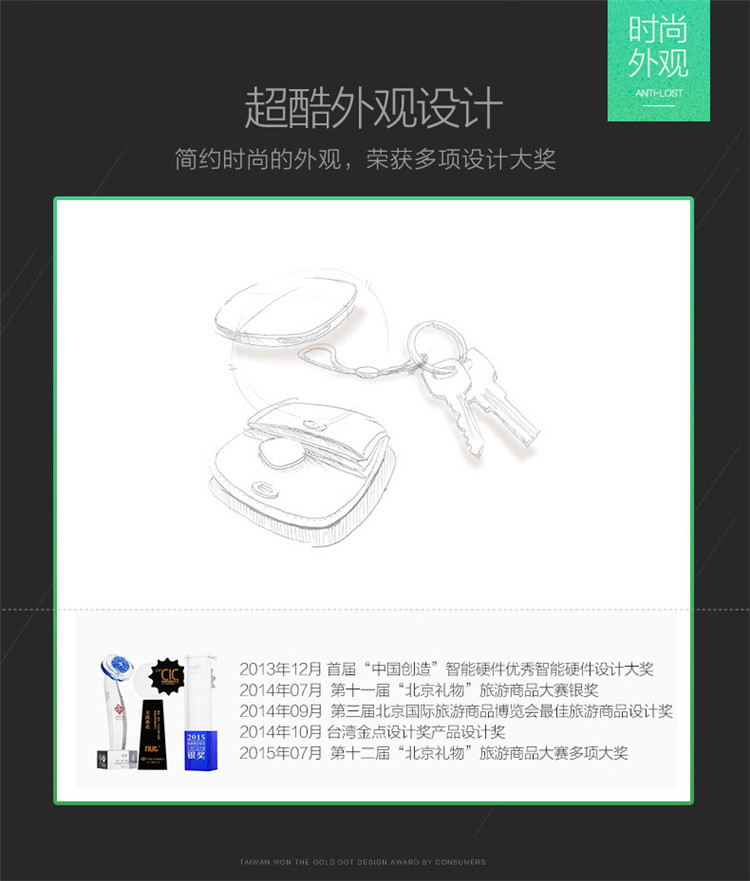 时尚
外观
ANTI-LOST
超酷外观设计
简约时尚的外观，荣获多项设计大奖
CIC
nut
2015
银奖
2013年12月 首届“中国创造”智能硬件优秀智能硬件设计大奖
2014年07月 第十一届“北京礼物”旅游商品大赛银奖
2014年09月 第三届北京国际旅游商品博览会最佳旅游商品设计奖
2014年10月 台湾金点设计奖产品设计奖
2015年07月 第十二届“北京礼物”旅游商品大赛多项大奖
TAIWAN WON THE GOLD DOT DESIGN AWARD BY CONSUMERS